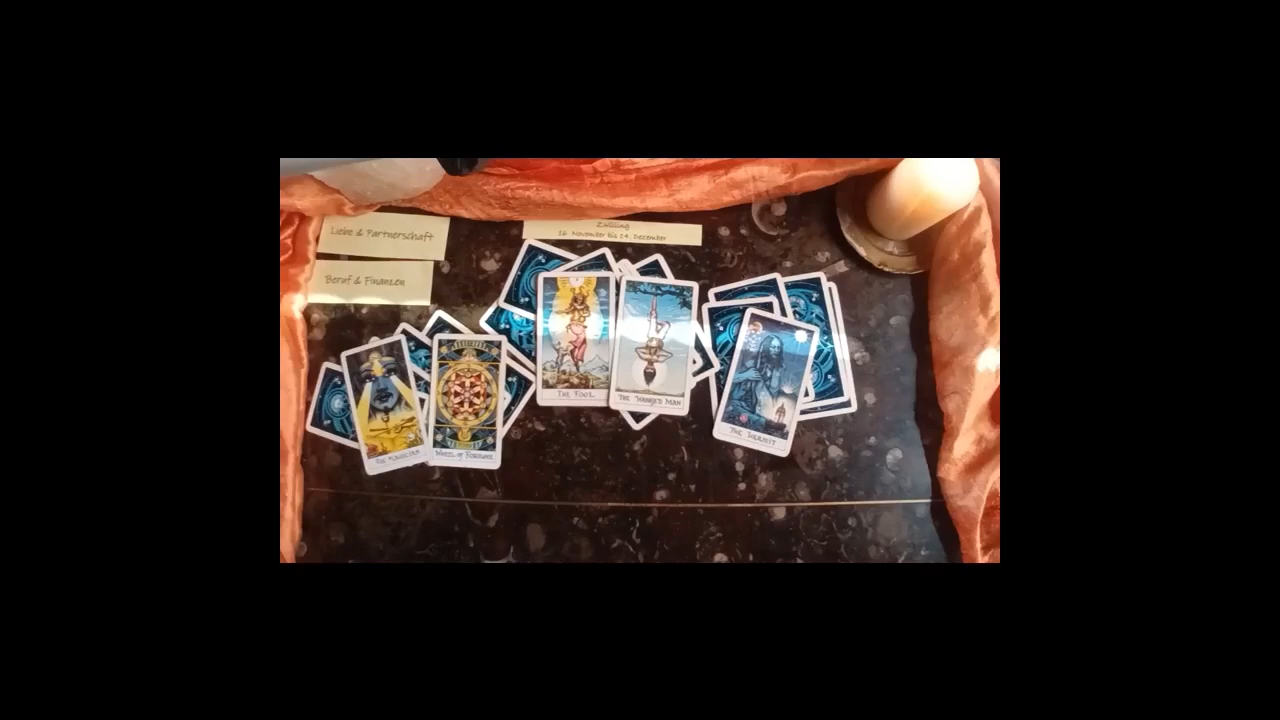 Liebe & Partnerschaft
Zwilling
16. November bis 24. Dezember
Beruf & Finanzen
THE MAGICIAN
WHEEL OF FORTUNE
THE FOOL
THE HANGED MAN
THE HERMIT